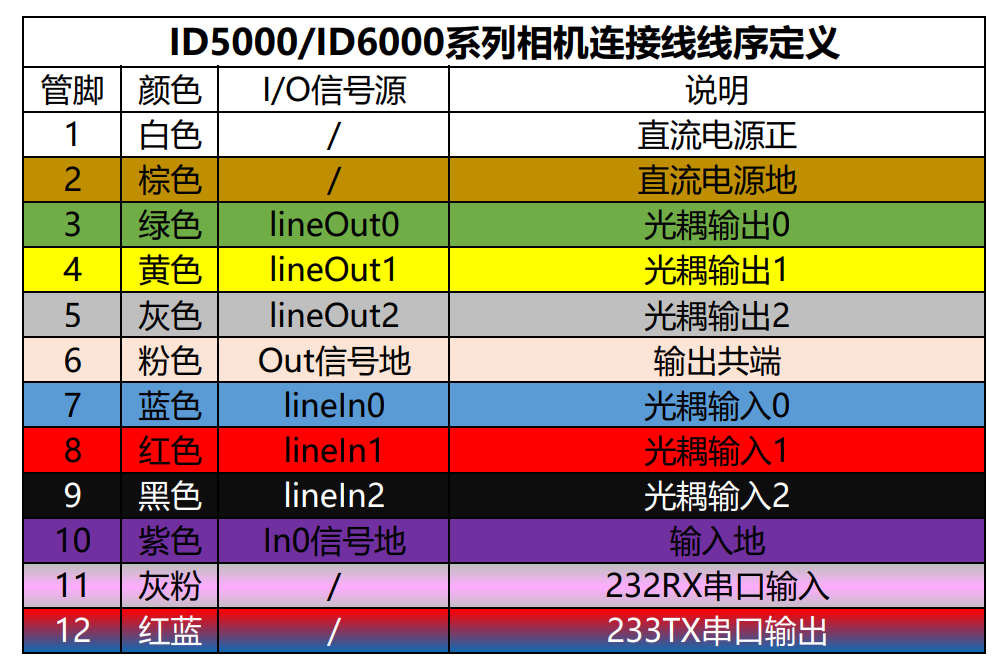 ID5000/ID6000系列相机连接线线序定义
管脚 颜色 I/O信号源 说明
1 白色 / 直流电源正
2 棕色 / 直流电源地
3 绿色 lineOut0 光耦输出0
4 黄色 lineOut1 光耦输出1
5 灰色 lineOut2 光耦输出2
6 粉色 Out信号地 输出共端
7 蓝色 lineIn0 光耦输入0
8 红色 lineIn1 光耦输入1
9 黑色 lineIn2 光耦输入2
10 紫色 In0信号地 输入地
11 灰粉 / 232RX串口输入
12 红蓝 / 233TX串口输出